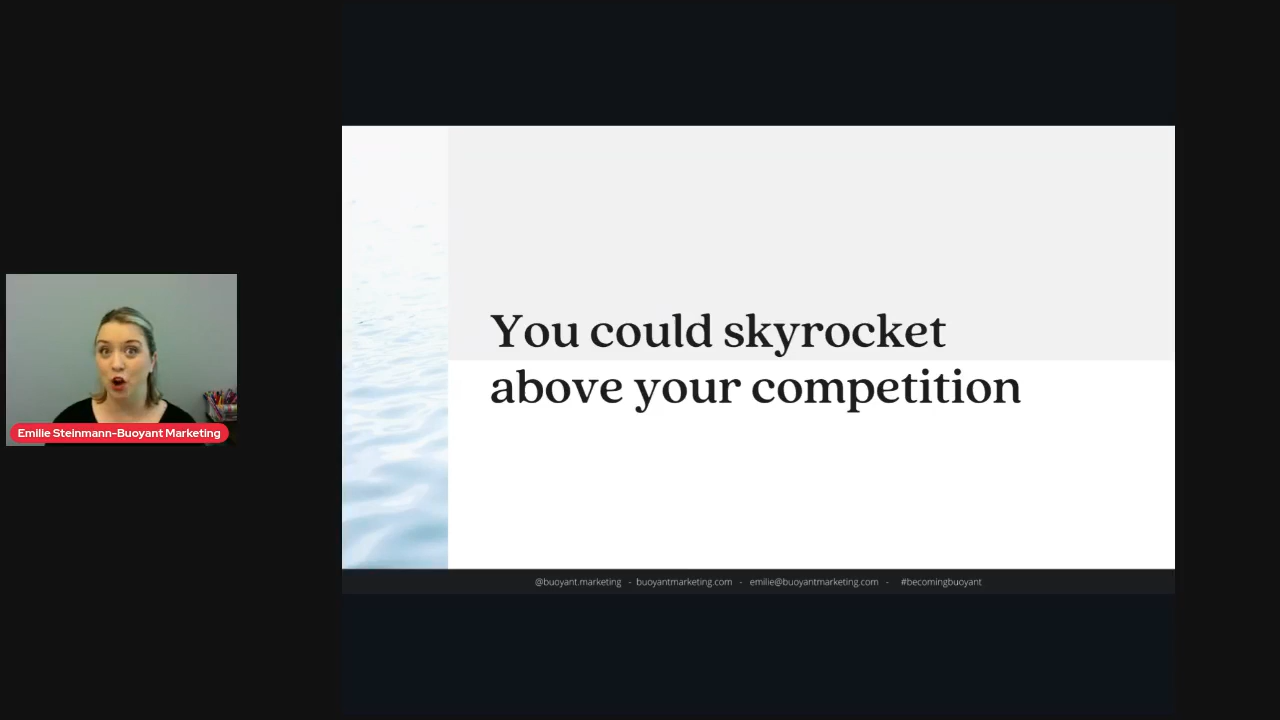 You could skyrocket
above your competition
Emilie Steinmann-Buoyant Marketing
@buoyant.marketing - buoyantmarketing.com - emilie@buoyantmarketing.com - #becomingbuoyant